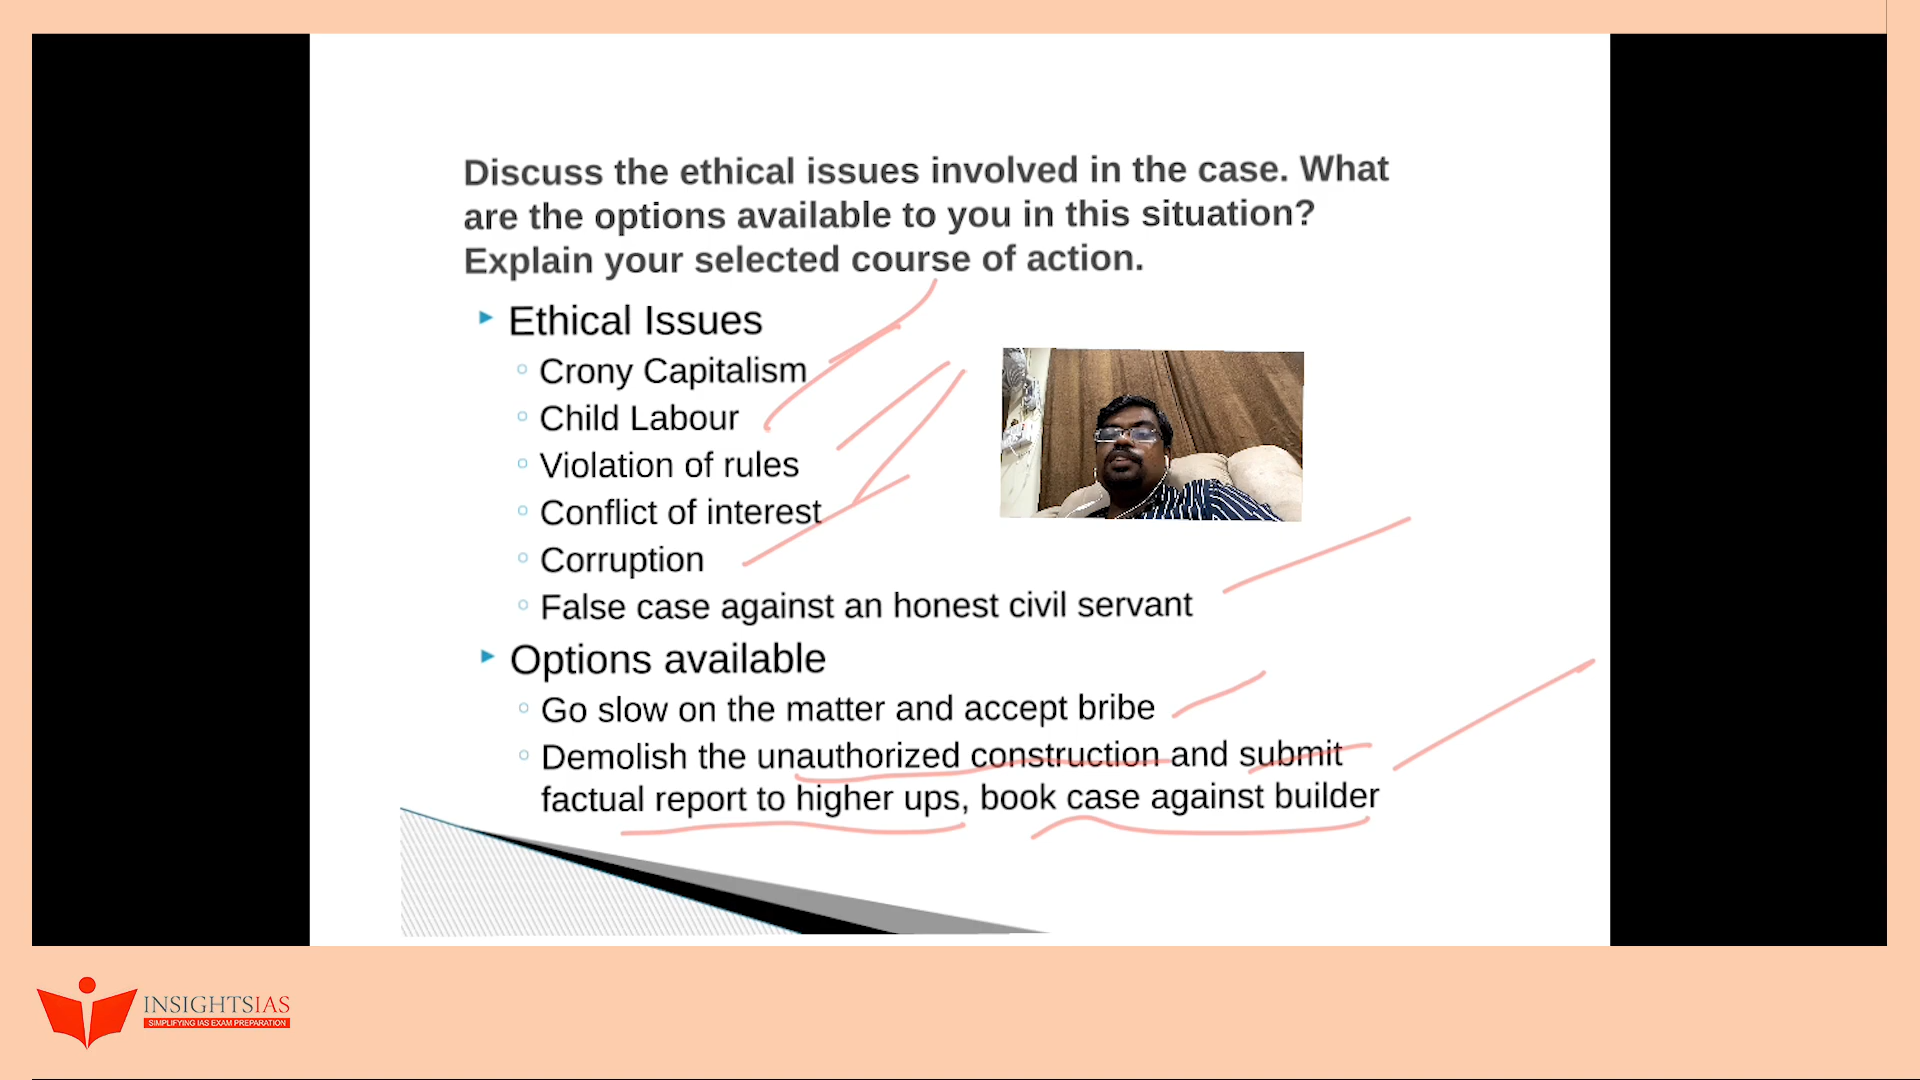 Discuss the ethical issues involved in the case. What
are the options available to you in this situation?
Explain your selected course of action.
Ethical Issues
Crony Capitalism
Child Labour
Violation of rules
Conflict of interest
Corruption
False case against an honest civil servant
Options available
Go slow on the matter and accept bribe
Demolish the unauthorized construction and submit
factual report to higher ups, book case against builder
INSIGHTSIAS
SIMPLIFYING IAS EXAM PREPARATION